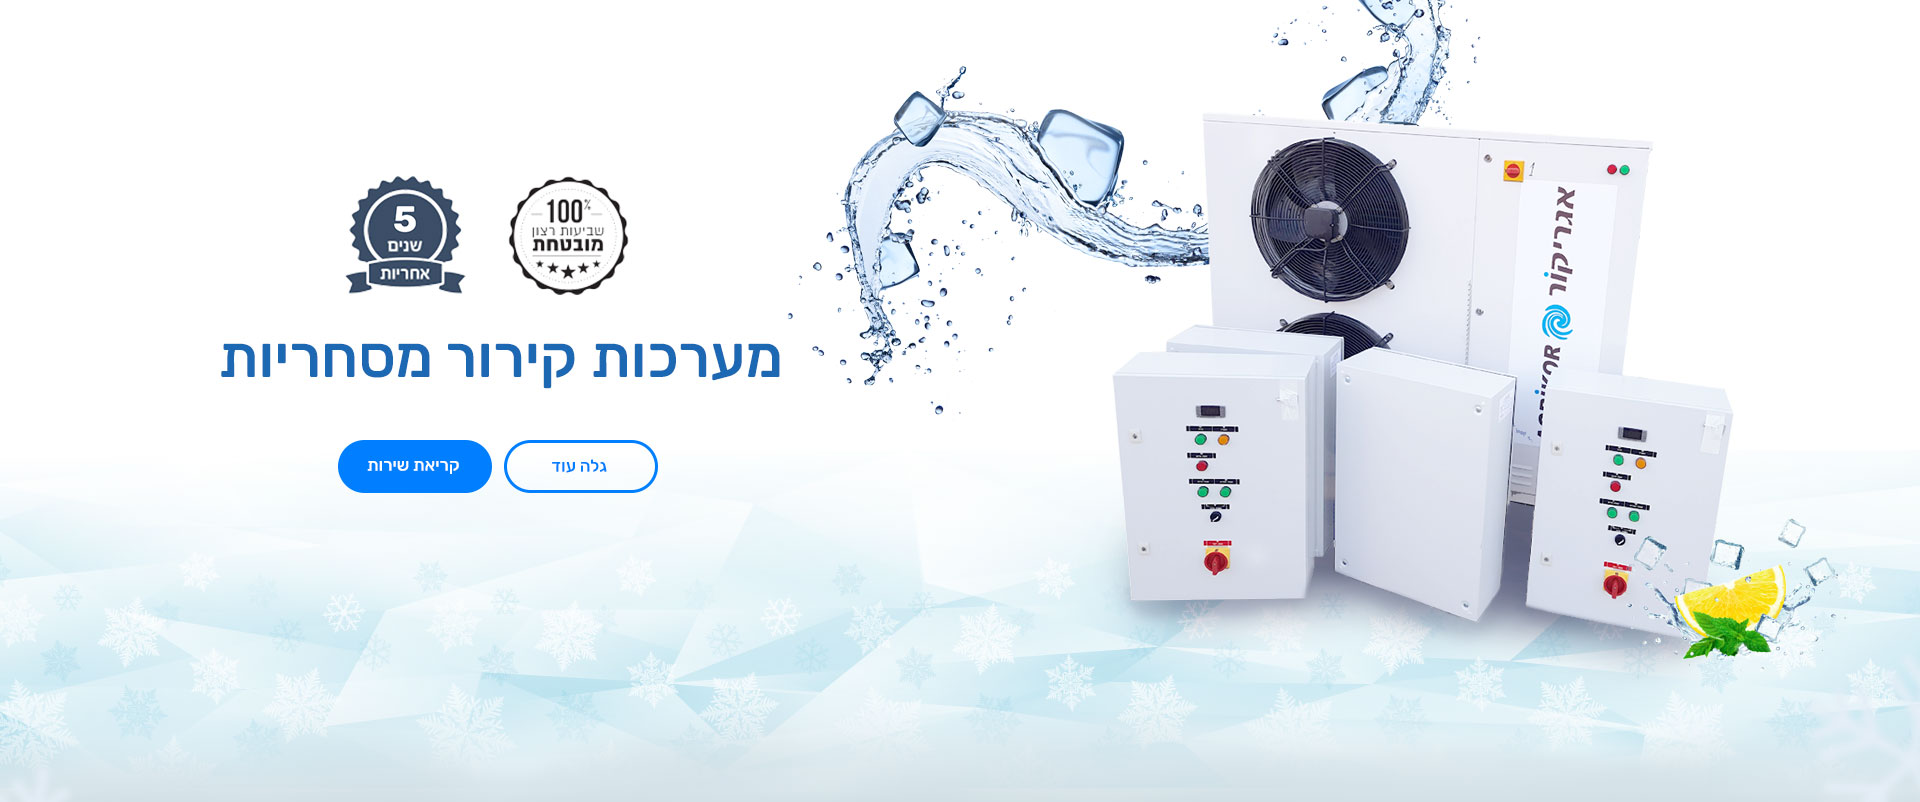 100%
שביעות רצון
מובטחת
5
שנים
אחריות
מערכות קירור מסחריות
גלה עוד
קריאת שירות
אגריקור